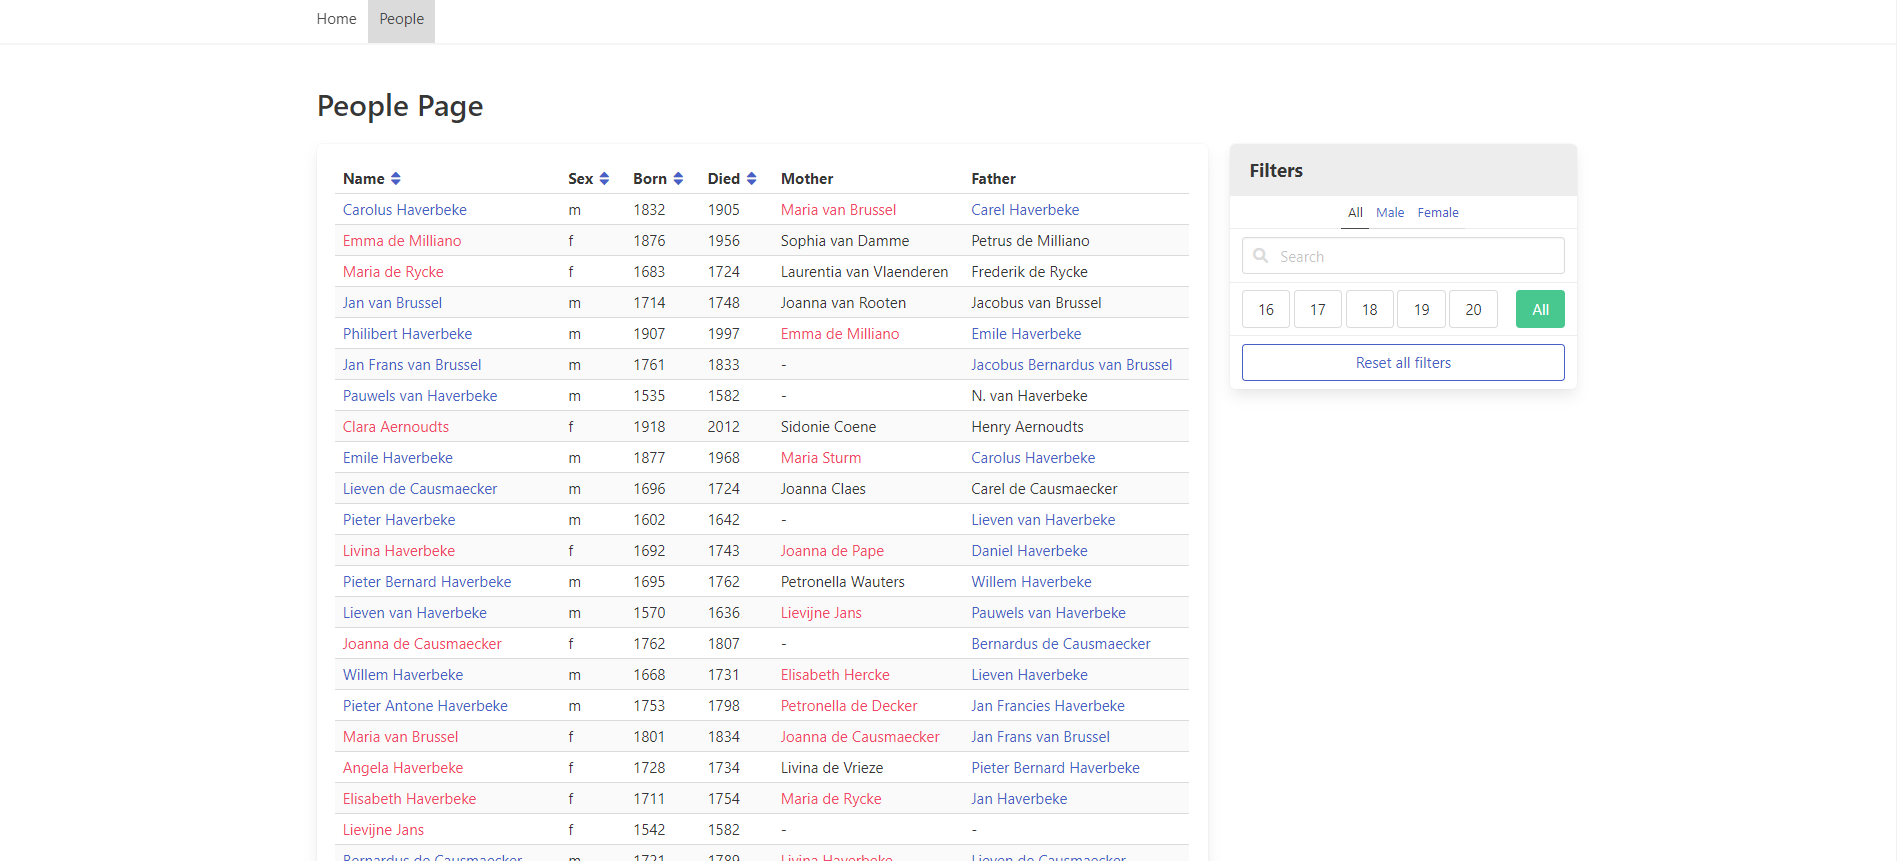 Home People
People Page
Name Sex Born Died Mother Father
Carolus Haverbeke m 1832 1905 Maria van Brussel Carel Haverbeke
Emma de Milliano f 1876 1956 Sophia van Damme Petrus de Milliano
Maria de Rycke f 1683 1724 Laurentia van Vlaenderen Frederik de Rycke
Jan van Brussel m 1714 1748 Joanna van Rooten Jacobus van Brussel
Philibert Haverbeke m 1907 1997 Emma de Milliano Emile Haverbeke
Jan Frans van Brussel m 1761 1833 - Jacobus Bernardus van Brussel
Pauwels van Haverbeke m 1535 1582 - N. van Haverbeke
Clara Aernoudts f 1918 2012 Sidonie Coene Henry Aernoudts
Emile Haverbeke m 1877 1968 Maria Sturm Carolus Haverbeke
Lieven de Causmaecker m 1696 1724 Joanna Claes Carel de Causmaecker
Pieter Haverbeke m 1602 1642 - Lieven van Haverbeke
Livina Haverbeke f 1692 1743 Joanna de Pape Daniel Haverbeke
Pieter Bernard Haverbeke m 1695 1762 Petronella Wauters Willem Haverbeke
Lieven van Haverbeke m 1570 1636 Lievijne Jans Pauwels van Haverbeke
Joanna de Causmaecker f 1762 1807 - Bernardus de Causmaecker
Willem Haverbeke m 1668 1731 Elisabeth Hercke Lieven Haverbeke
Pieter Antone Haverbeke m 1753 1798 Petronella de Decker Jan Francies Haverbeke
Maria van Brussel f 1801 1834 Joanna de Causmaecker Jan Frans van Brussel
Angela Haverbeke f 1728 1734 Livina de Vrieze Pieter Bernard Haverbeke
Elisabeth Haverbeke f 1711 1754 Maria de Rycke Jan Haverbeke
Lievijne Jans f 1542 1582 - -
Bernardus de Causmaecker m 1721 1789 Livina Haverbeke Lieven de Causmaecker
Filters
All Male Female
Search
16 17 18 19 20 All
Reset all filters